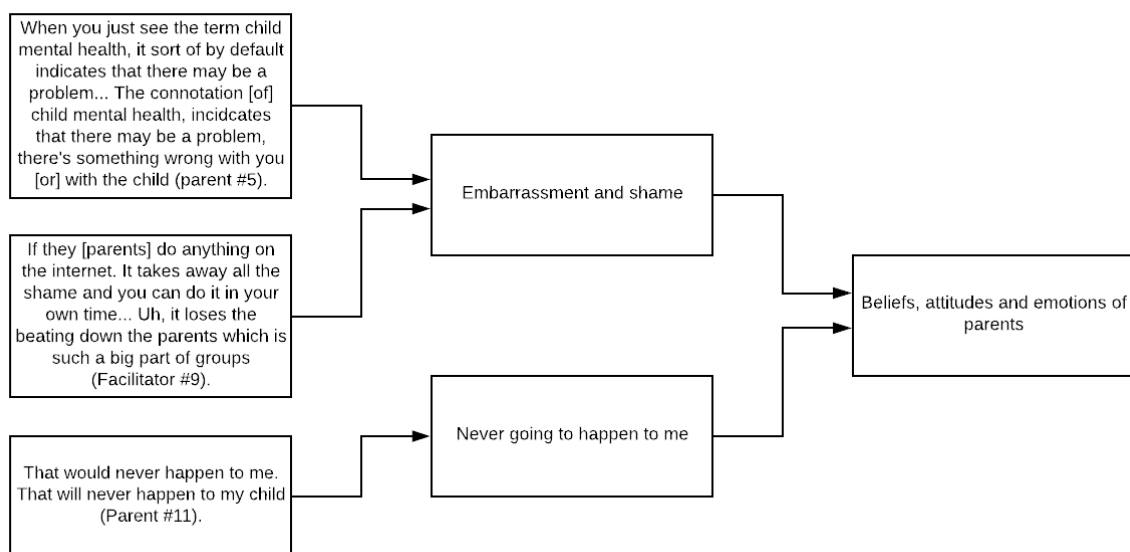 When you just see the term child
mental health, it sort of by default
indicates that there may be a
problem... The connotation [of]
child mental health, incidcates
that there may be a problem,
there's something wrong with you
[or] with the child (parent #5).
If they [parents] do anything on
the internet. It takes away all the
shame and you can do it in your
own time... Uh, it loses the
beating down the parents which is
such a big part of groups
(Facilitator #9).
That would never happen to me.
That will never happen to my child
(Parent #11).
Embarrassment and shame
Never going to happen to me
Beliefs, attitudes and emotions of
parents